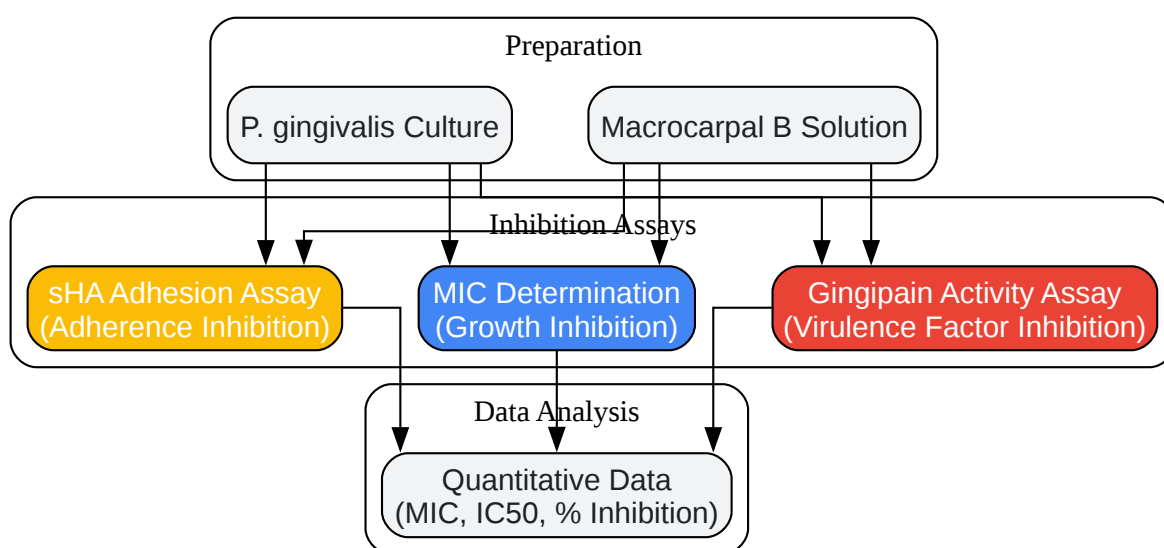 Preparation
P. gingivalis Culture
Macrocarpal B Solution
Inhibition Assays
sHA Adhesion Assay
(Adherence Inhibition)
MIC Determination
(Growth Inhibition)
Gingipain Activity Assay
(Virulence Factor Inhibition)
Data Analysis
Quantitative Data
(MIC, IC50, % Inhibition)